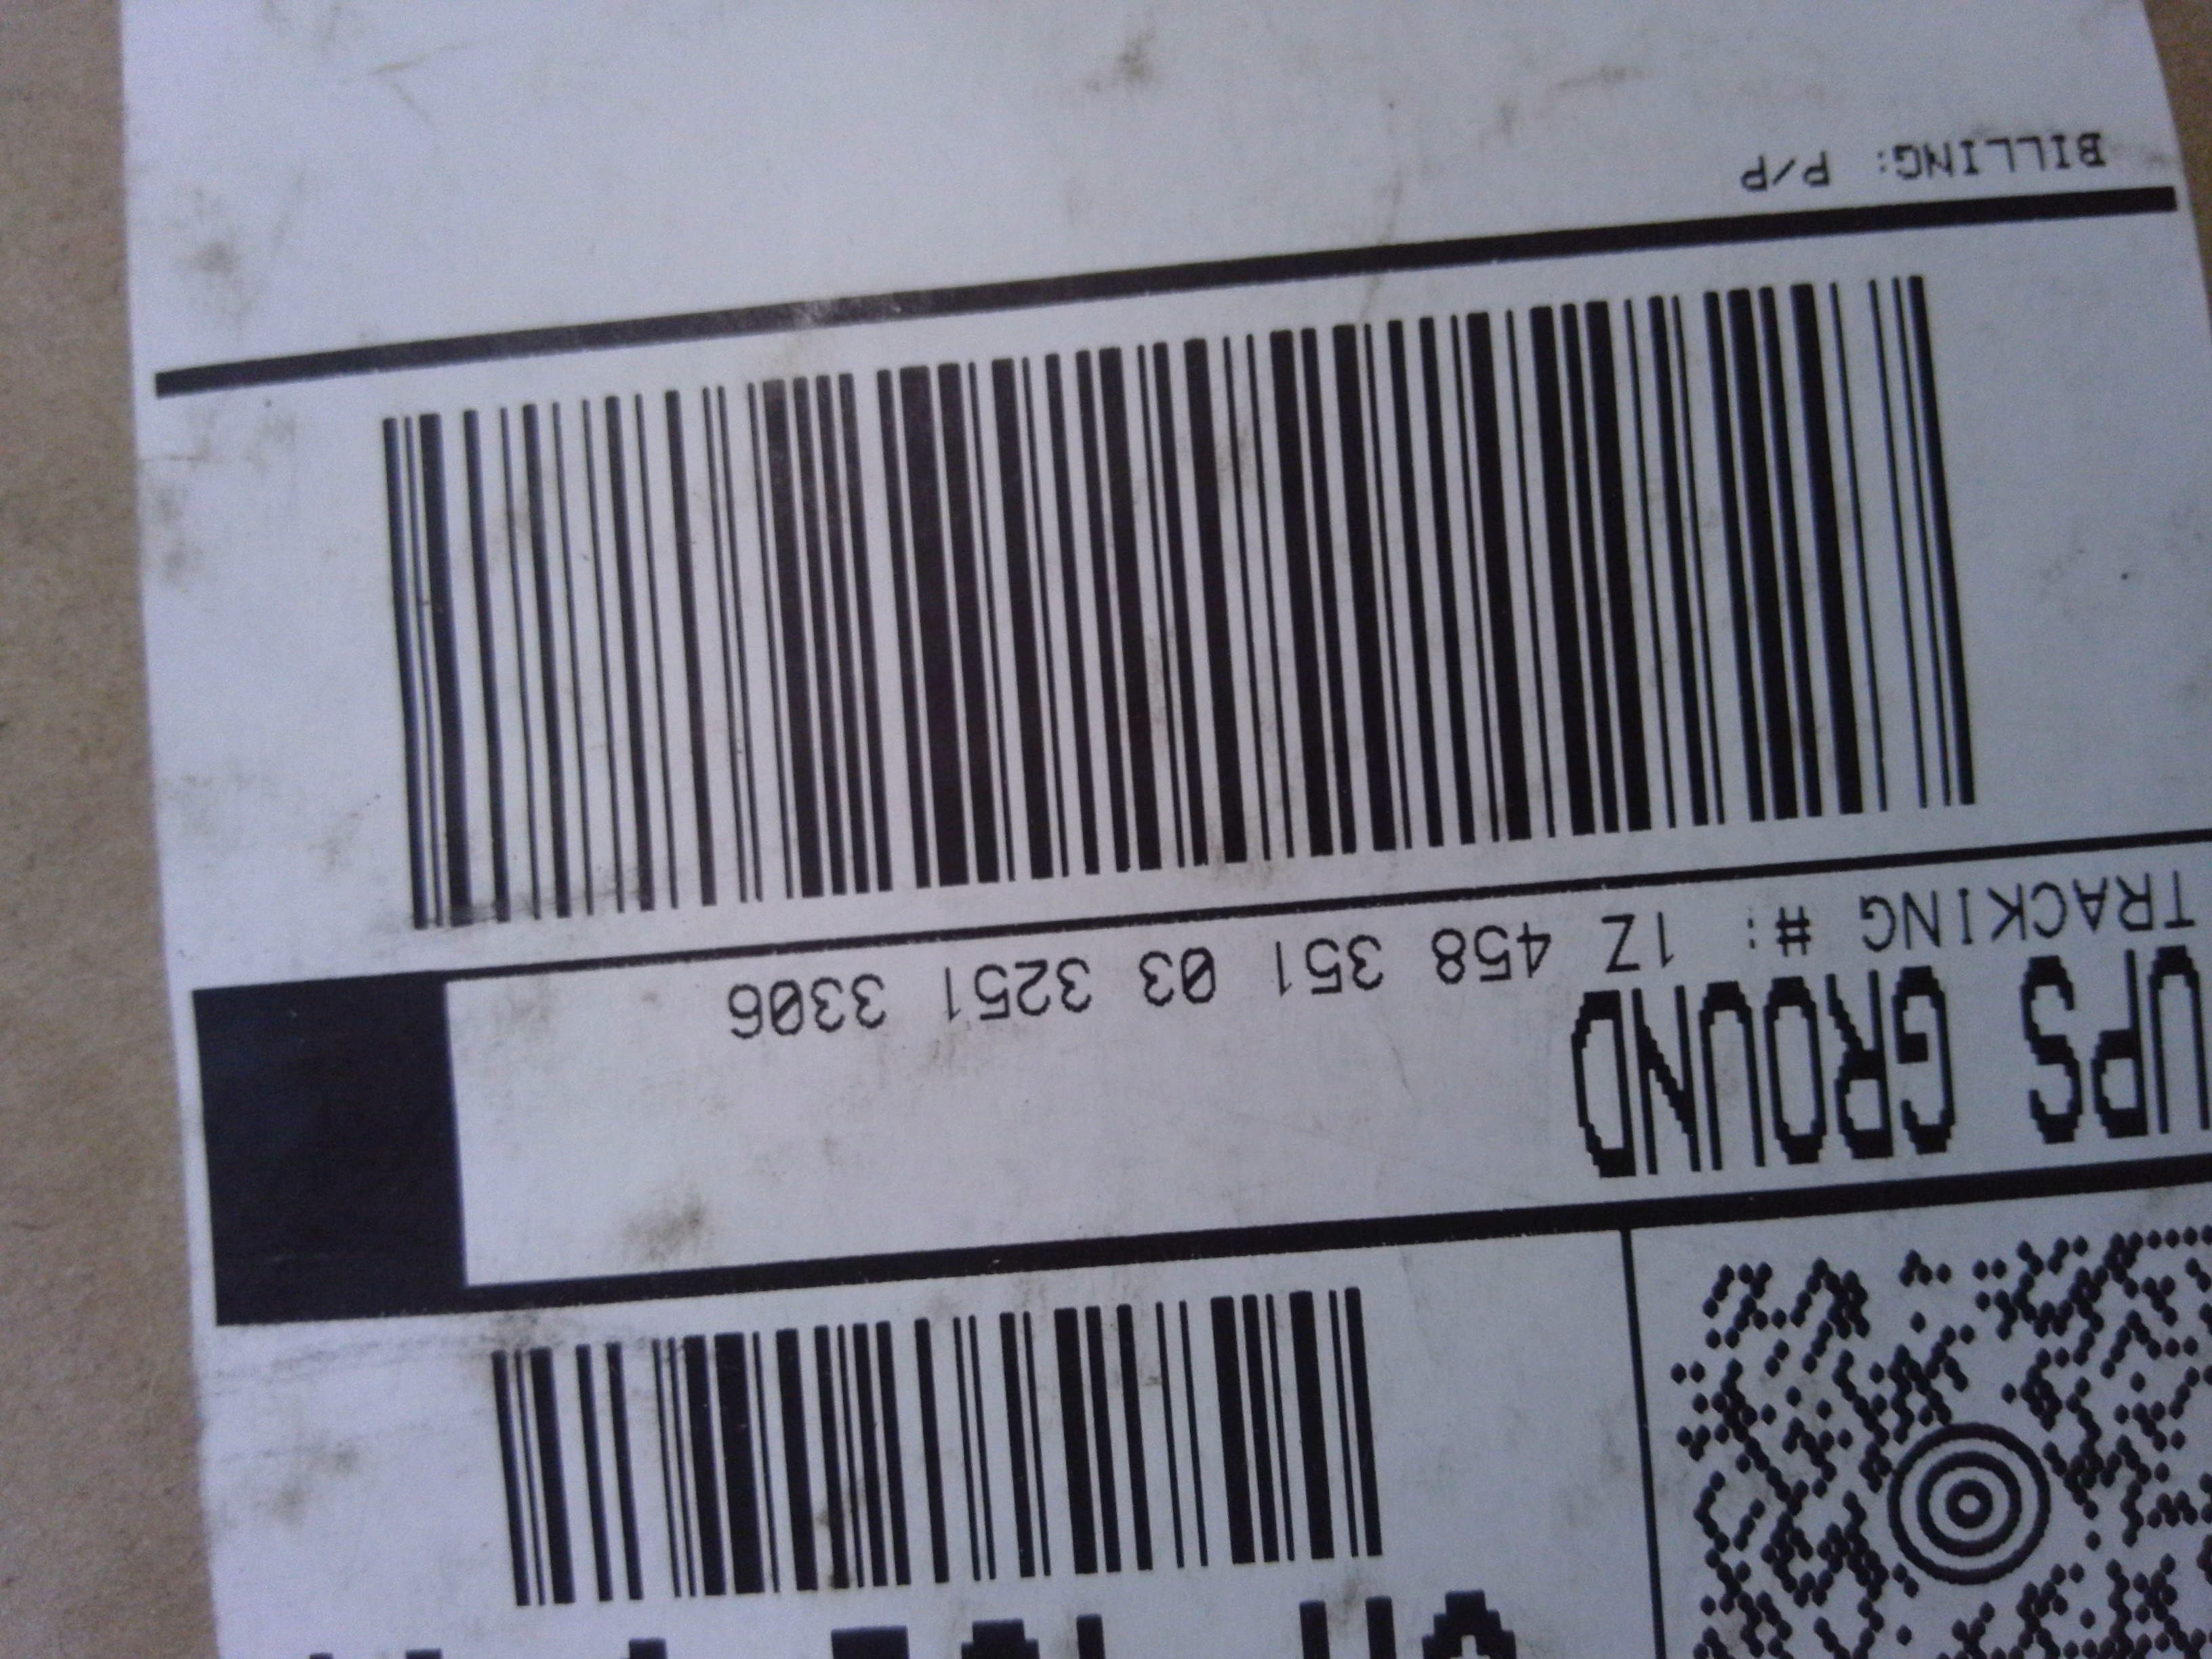 UPS GROUND
TRACKING #: 1Z 458 351 03 3251 3306
BILLING: P/P